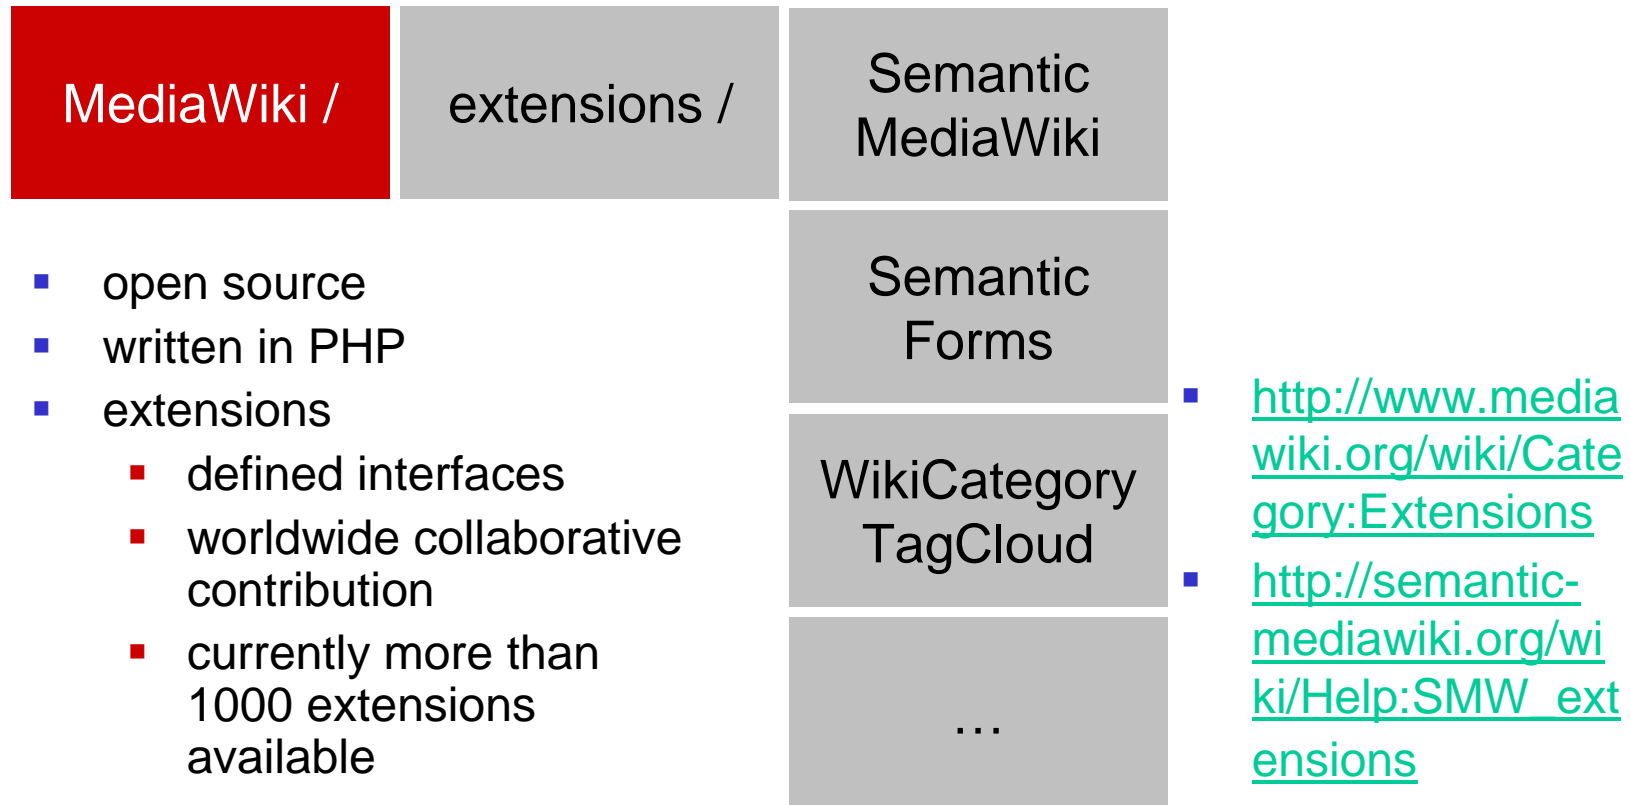 MediaWiki /
extensions /
Semantic
MediaWiki
open source
written in PHP
extensions
defined interfaces
worldwide collaborative
contribution
currently more than
1000 extensions
available
Semantic
Forms
WikiCategory
TagCloud
…
http://www.media
wiki.org/wiki/Cate
gory:Extensions
http://semantic-
mediawiki.org/wi
ki/Help:SMW_ext
ensions